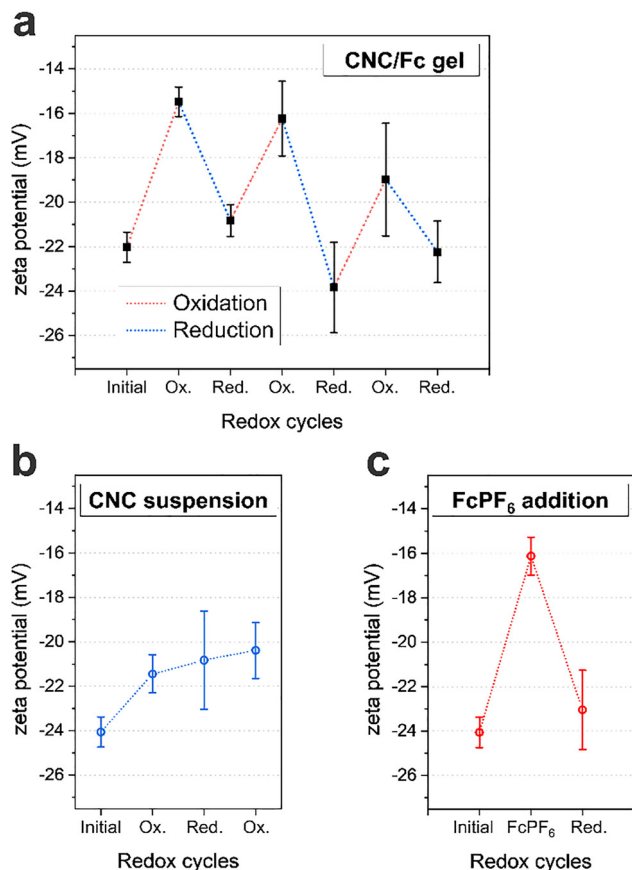 a
CNC/Fc gel
zeta potential (mV)
-14
-16
-18
-20
-22
-24
-26
Oxidation
Reduction
Initial Ox. Red. Ox. Red. Ox. Red.
Redox cycles
b
CNC suspension
zeta potential (mV)
-14
-16
-18
-20
-22
-24
-26
Initial Ox. Red. Ox.
Redox cycles
c
FcPF₆ addition
zeta potential (mV)
-14
-16
-18
-20
-22
-24
-26
Initial FcPF₆ Red.
Redox cycles